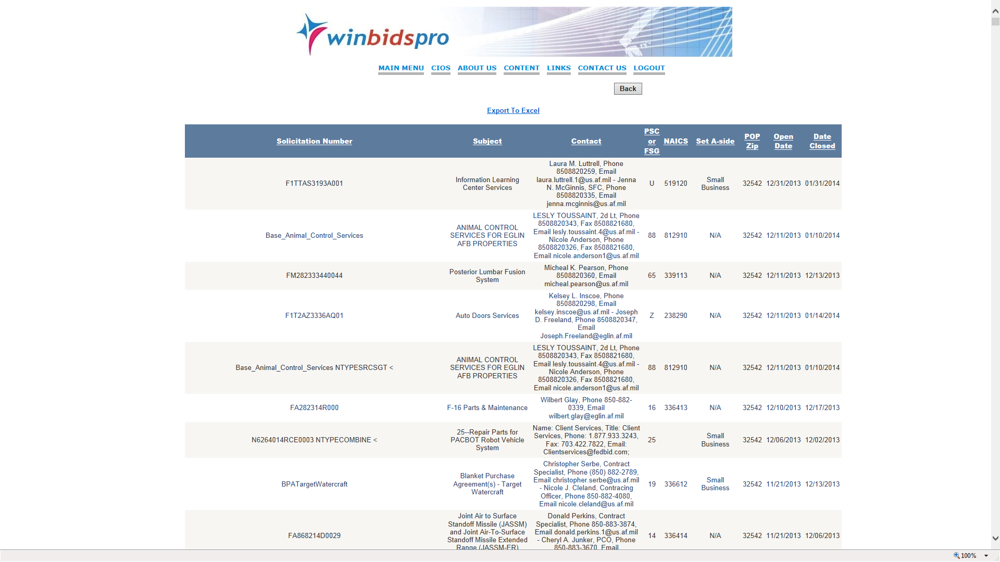 winbidspro
MAIN MENU CIOS ABOUT US CONTENT LINKS CONTACT US LOGOUT
Back
Export To Excel
Solicitation Number Subject Contact PSC or FSG NAICS Set A-side POP Zip Open Date Date Closed
F1TTAS3193A001
Information Learning
Center Services
Laura M. Luttrell, Phone
8508820259, Email
laura.luttrell.1@us.af.mil - Jenna
N. McGinnis, SFC, Phone
8508820335, Email
jenna.mcginnis@us.af.mil
U 519120
Small
Business
32542 12/31/2013 01/31/2014
Base_Animal_Control_Services
ANIMAL CONTROL
SERVICES FOR EGLIN
AFB PROPERTIES
LESLY TOUSSAINT, 2d Lt, Phone
8508820343, Fax 8508821680,
Email lesly.toussaint.4@us.af.mil -
Nicole Anderson, Phone
8508820326, Fax 8508821680,
Email nicole.anderson1@us.af.mil
88 812910 N/A 32542 12/11/2013 01/10/2014
FM282333440044
Posterior Lumbar Fusion
System
Micheal K. Pearson, Phone
8508820360, Email
micheal.pearson@us.af.mil
65 339113 N/A 32542 12/11/2013 12/13/2013
F1T2AZ3336AQ01
Auto Doors Services
Kelsey L. Inscoe, Phone
8508820298, Email
kelsey.inscoe@us.af.mil - Joseph
D. Freeland, Phone 8508820347,
Email
Joseph.Freeland@eglin.af.mil
Z 238290 N/A 32542 12/11/2013 01/14/2014
Base_Animal_Control_Services NTYPESRCSGT <
ANIMAL CONTROL
SERVICES FOR EGLIN
AFB PROPERTIES
LESLY TOUSSAINT, 2d Lt, Phone
8508820343, Fax 8508821680,
Email lesly.toussaint.4@us.af.mil -
Nicole Anderson, Phone
8508820326, Fax 8508821680,
Email nicole.anderson1@us.af.mil
88 812910 N/A 32542 12/11/2013 01/10/2014
FA282314R000
F-16 Parts & Maintenance
Wilbert Glay, Phone 850-882-
0339, Email
wilbert.glay@eglin.af.mil
16 336413 N/A 32542 12/10/2013 12/17/2013
N6264014RCE0003 NTYPECOMBINE <
25--Repair Parts for
PACBOT Robot Vehicle
System
Name: Client Services, Title: Client
Services, Phone: 1.877.933.3243,
Fax: 703.422.7822, Email:
Clientservices@fedbid.com;
25
Small
Business
32542 12/06/2013 12/02/2013
BPATargetWatercraft
Blanket Purchase
Agreement(s) - Target
Watercraft
Christopher Serbe, Contract
Specialist, Phone (850) 882-2789,
Email christopher.serbe@us.af.mil
- Nicole J. Cleland, Contracing
Officer, Phone 850-882-4080,
Email nicole.cleland@us.af.mil
19 336612
Small
Business
32542 11/21/2013 12/13/2013
FA868214D0029
Joint Air to Surface
Standoff Missile (JASSM)
and Joint Air-To-Surface
Standoff Missile Extended
Range (JASSM-ER)
Donald Perkins, Contract
Specialist, Phone 850-883-3874,
Email donald.perkins.1@us.af.mil
- Cheryl A. Junker, PCO, Phone
850-883-3670, Email
14 336414 N/A 32542 11/21/2013 12/06/2013
100%